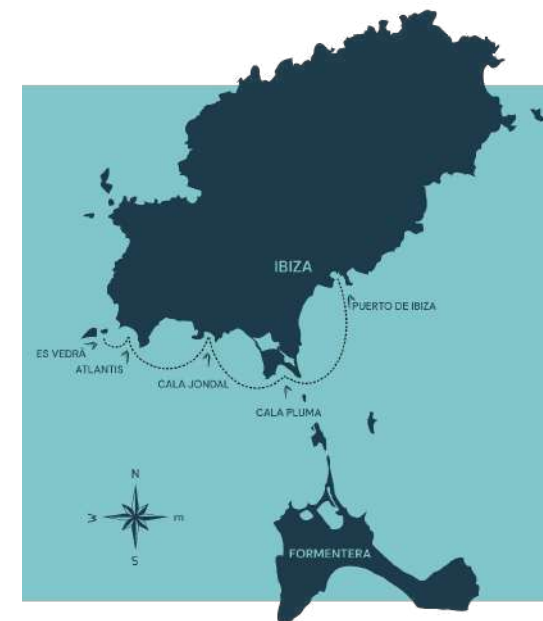 IBIZA
PUERTO DE IBIZA
ES VEDRÀ
ATLANTIS
CALA JONDAL
CALA PLUMA
N
W
E
S
FORMENTERA